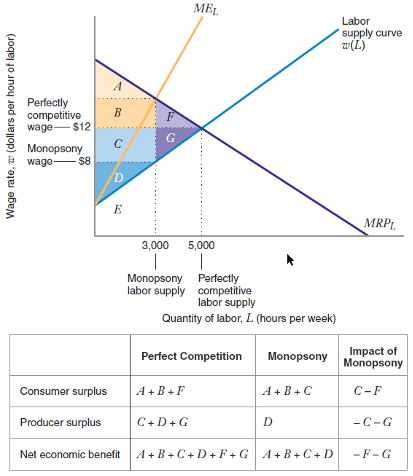 ME_L
Labor
supply curve
w(L)
Wage rate, w (dollars per hour of labor)
A
Perfectly
competitive
wage— $12
B
F
Monopsony
wage— $8
C
G
D
E
MRP_L
3,000 5,000
Monopsony
labor supply
Perfectly
competitive
labor supply
Quantity of labor, L (hours per week)
Perfect Competition Monopsony Impact of Monopsony
Consumer surplus A + B + F A + B + C C – F
Producer surplus C + D + G D – C – G
Net economic benefit A + B + C + D + F + G A + B + C + D – F – G